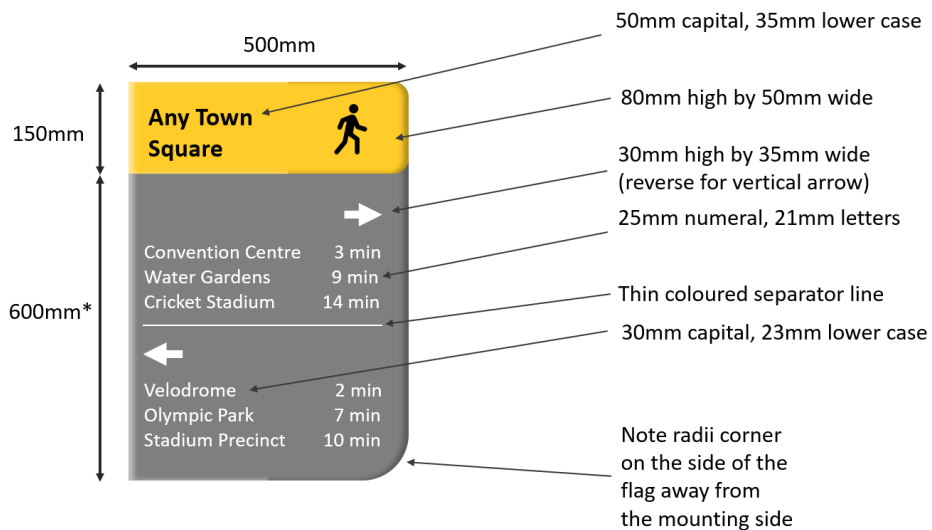 50mm capital, 35mm lower case
500mm
Any Town
Square
150mm
80mm high by 50mm wide
30mm high by 35mm wide
(reverse for vertical arrow)
25mm numeral, 21mm letters
Convention Centre 3 min
Water Gardens 9 min
Cricket Stadium 14 min
600mm*
Thin coloured separator line
30mm capital, 23mm lower case
Velodrome 2 min
Olympic Park 7 min
Stadium Precinct 10 min
Note radii corner
on the side of the
flag away from
the mounting side